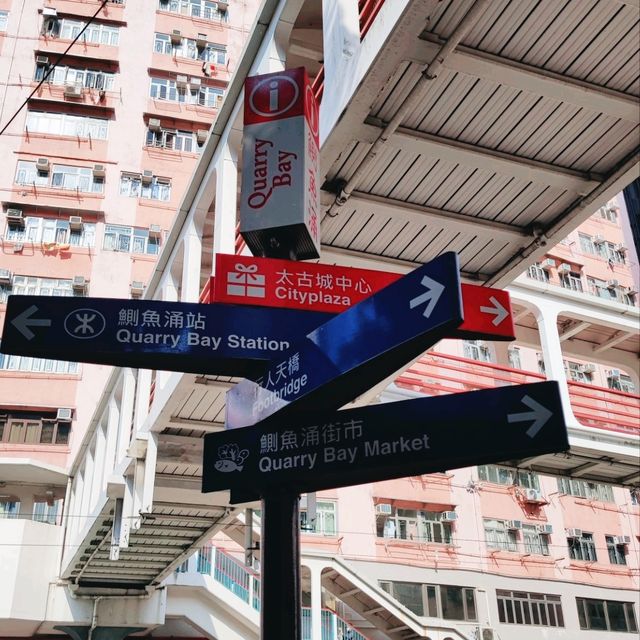 i
Quarry
Bay
太古城中心
Cityplaza
鰂魚涌站
Quarry Bay Station
行人天橋
Footbridge
鰂魚涌街市
Quarry Bay Market